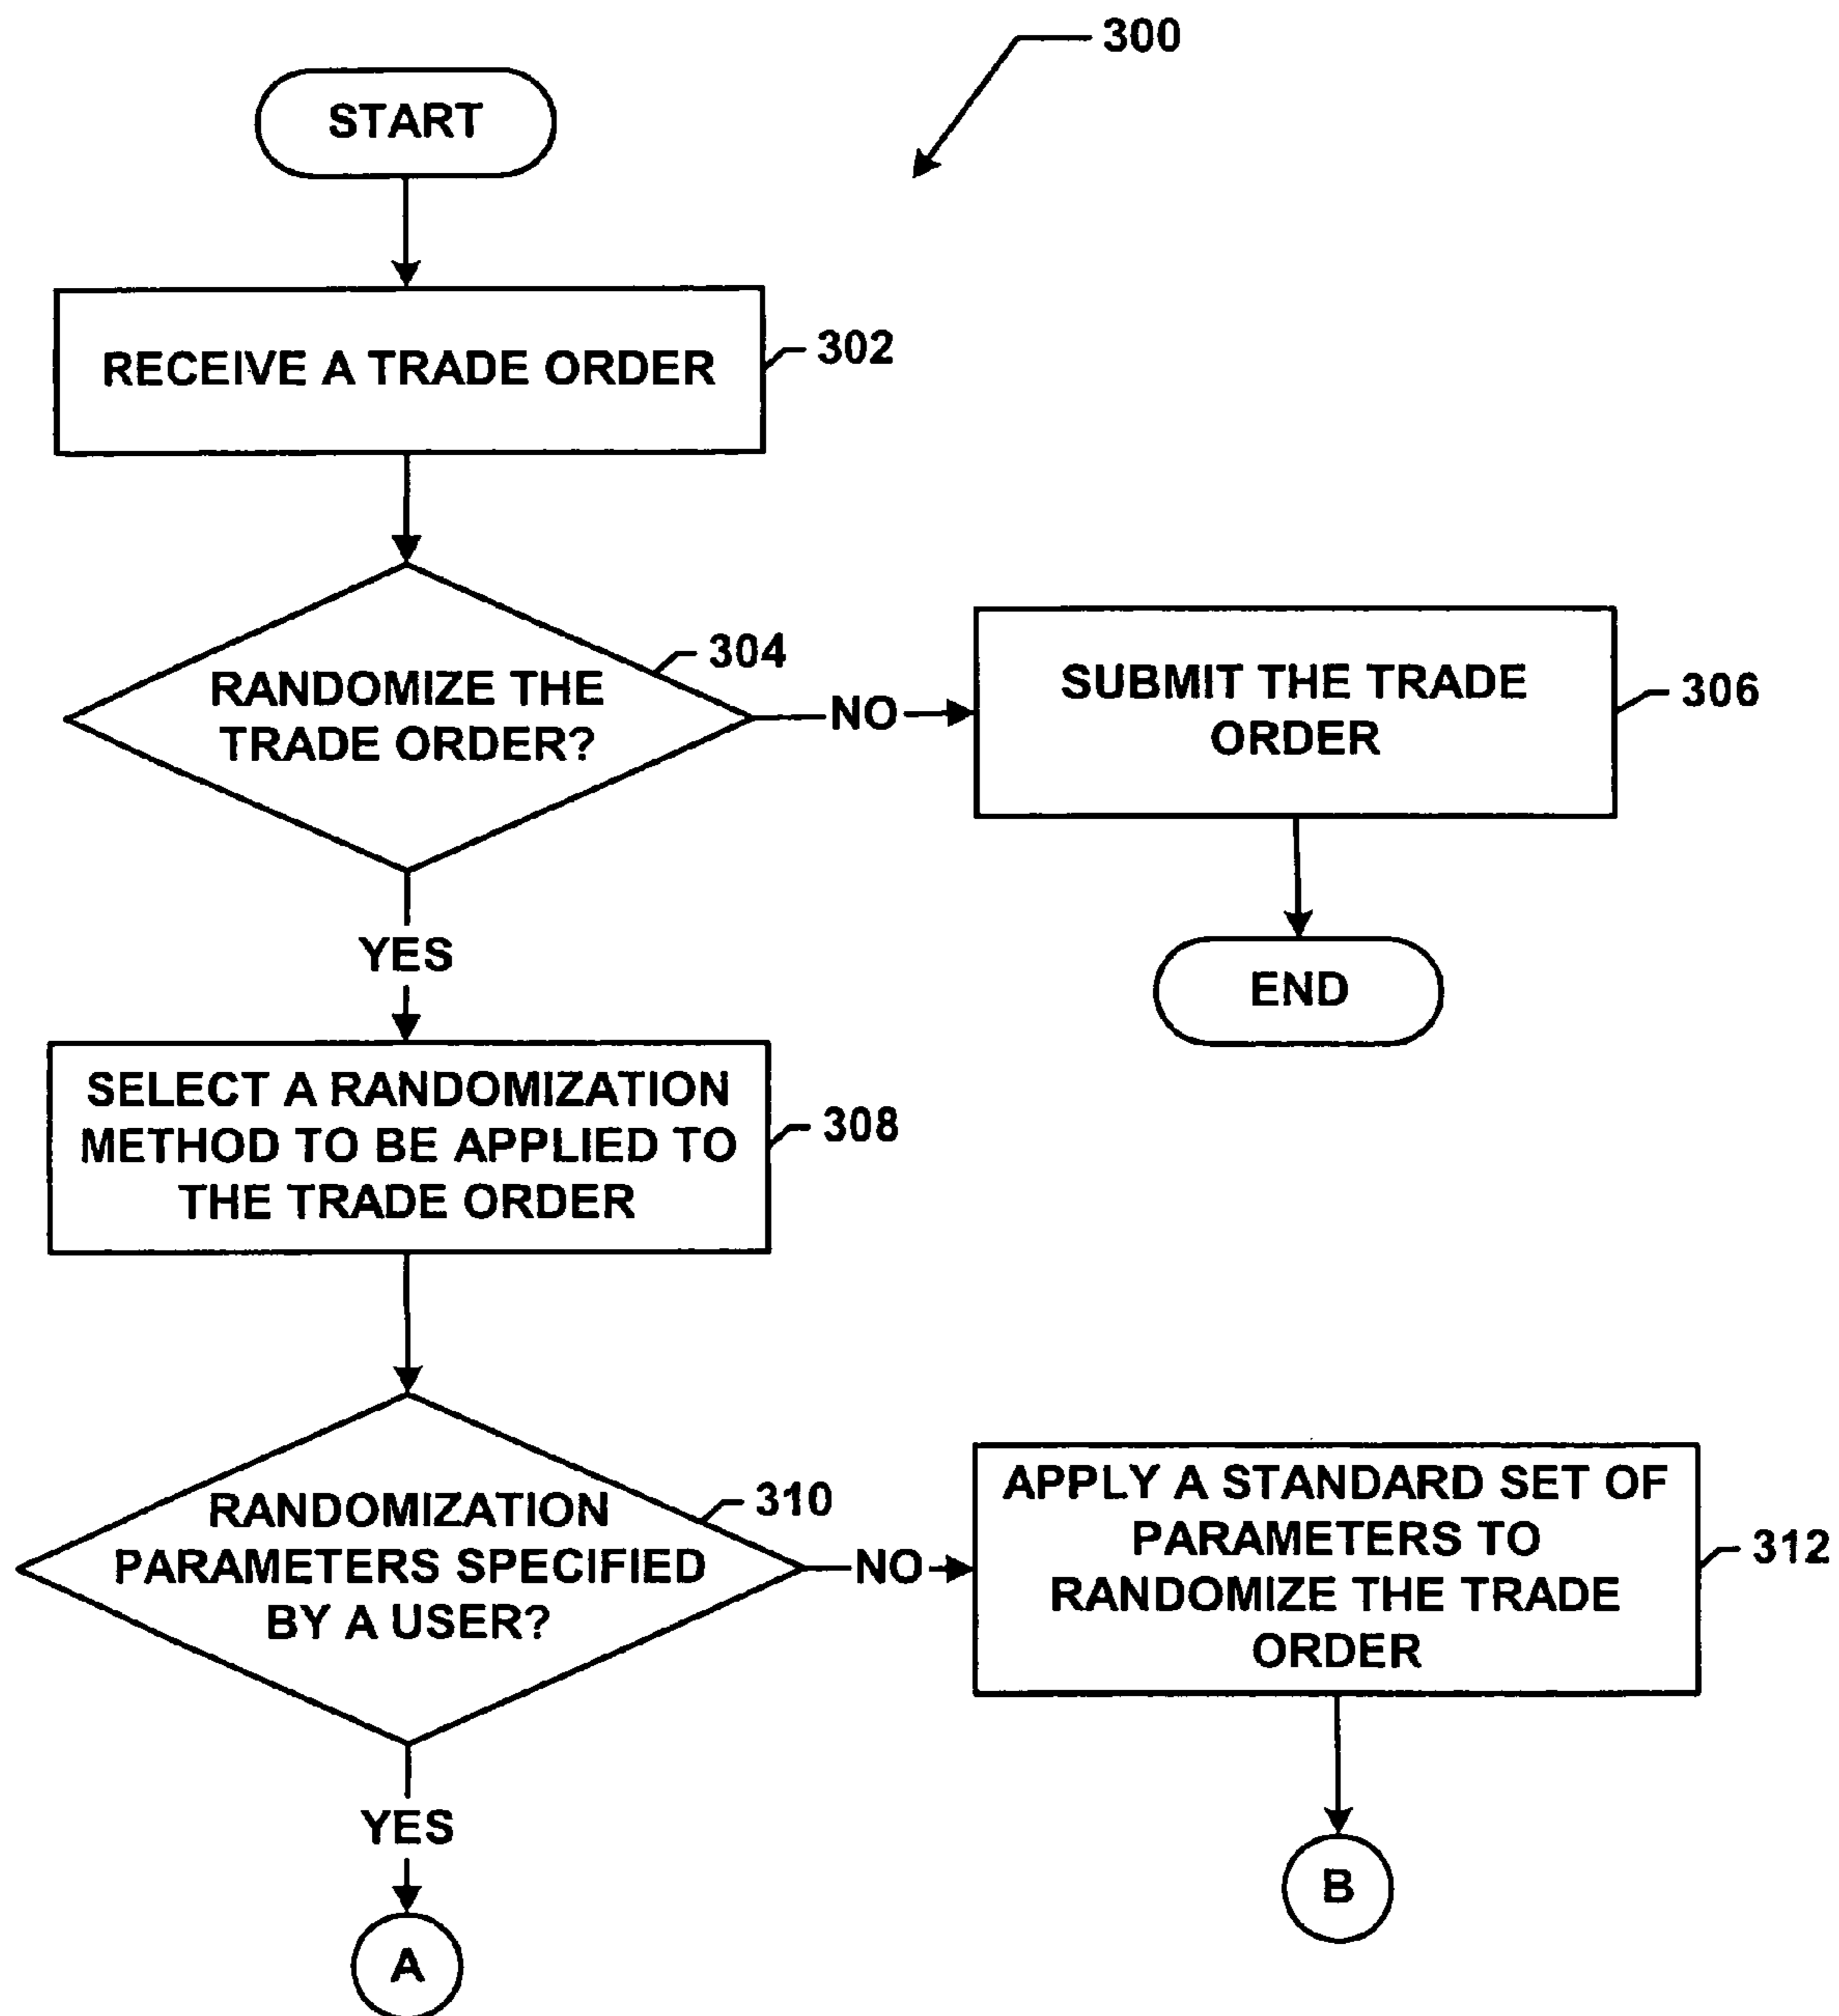 300
START
RECEIVE A TRADE ORDER
302
RANDOMIZE THE
TRADE ORDER?
304
NO
SUBMIT THE TRADE
ORDER
306
END
YES
SELECT A RANDOMIZATION
METHOD TO BE APPLIED TO
THE TRADE ORDER
308
RANDOMIZATION
PARAMETERS SPECIFIED
BY A USER?
310
NO
APPLY A STANDARD SET OF
PARAMETERS TO
RANDOMIZE THE TRADE
ORDER
312
YES
A
B